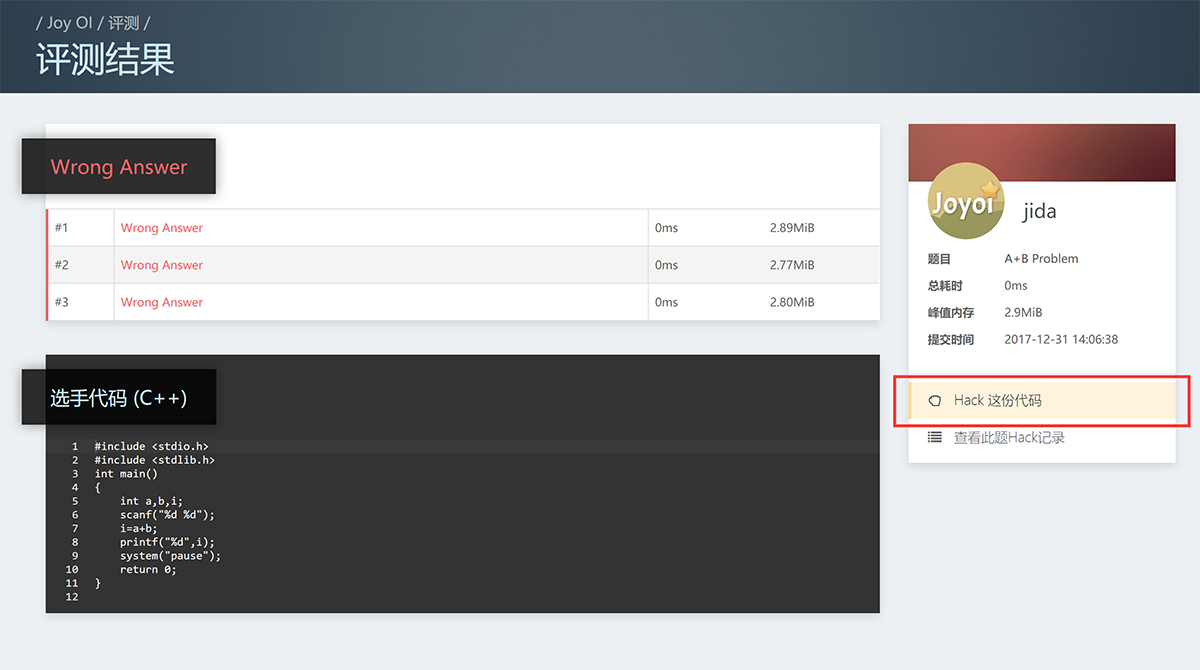 / Joy OI / 评测 /
评测结果
Wrong Answer
#1 Wrong Answer 0ms 2.89MiB
#2 Wrong Answer 0ms 2.77MiB
#3 Wrong Answer 0ms 2.80MiB
选手代码 (C++)
1 #include <stdio.h>
2 #include <stdlib.h>
3 int main()
4 {
5     int a,b,i;
6     scanf("%d %d");
7     i=a+b;
8     printf("%d",i);
9     system("pause");
10     return 0;
11 }
12
Joyoi
jida
题目 A+B Problem
总耗时 0ms
峰值内存 2.9MiB
提交时间 2017-12-31 14:06:38
Hack 这份代码
查看此题Hack记录